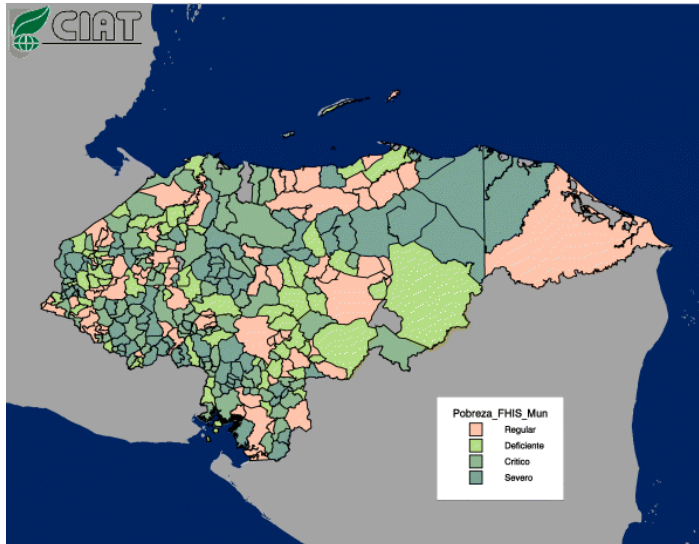 CIAT
Pobreza_FHIS_Mun
Regular
Deficiente
Critico
Severo